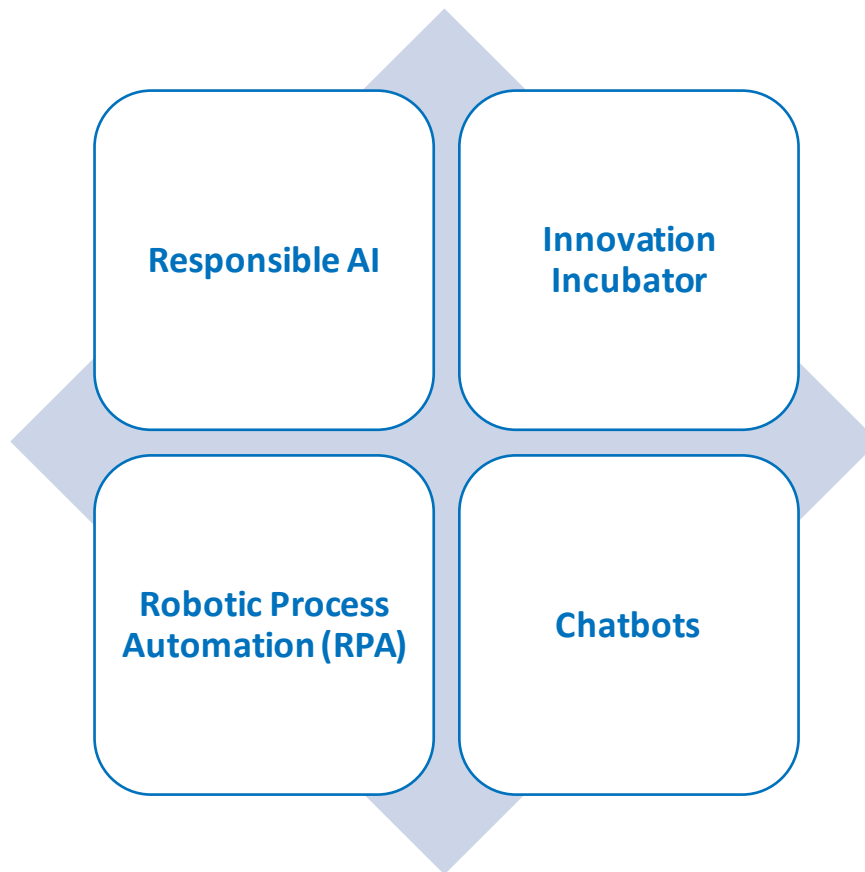 Responsible AI
Innovation
Incubator
Robotic Process
Automation (RPA)
Chatbots